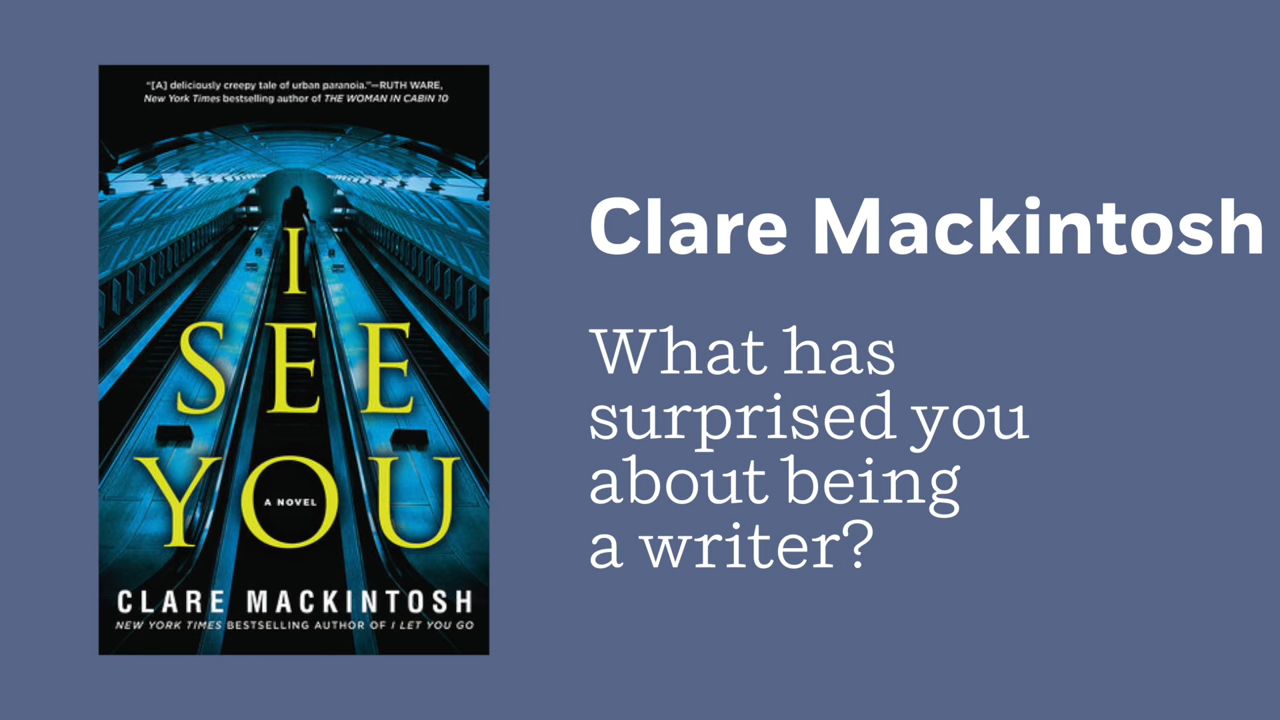 "[A] deliciously creepy tale of urban paranoia."—RUTH WARE,
New York Times bestselling author of THE WOMAN IN CABIN 10
I
SEE
YOU
A NOVEL
CLARE MACKINTOSH
NEW YORK TIMES BESTSELLING AUTHOR OF I LET YOU GO
Clare Mackintosh
What has
surprised you
about being
a writer?